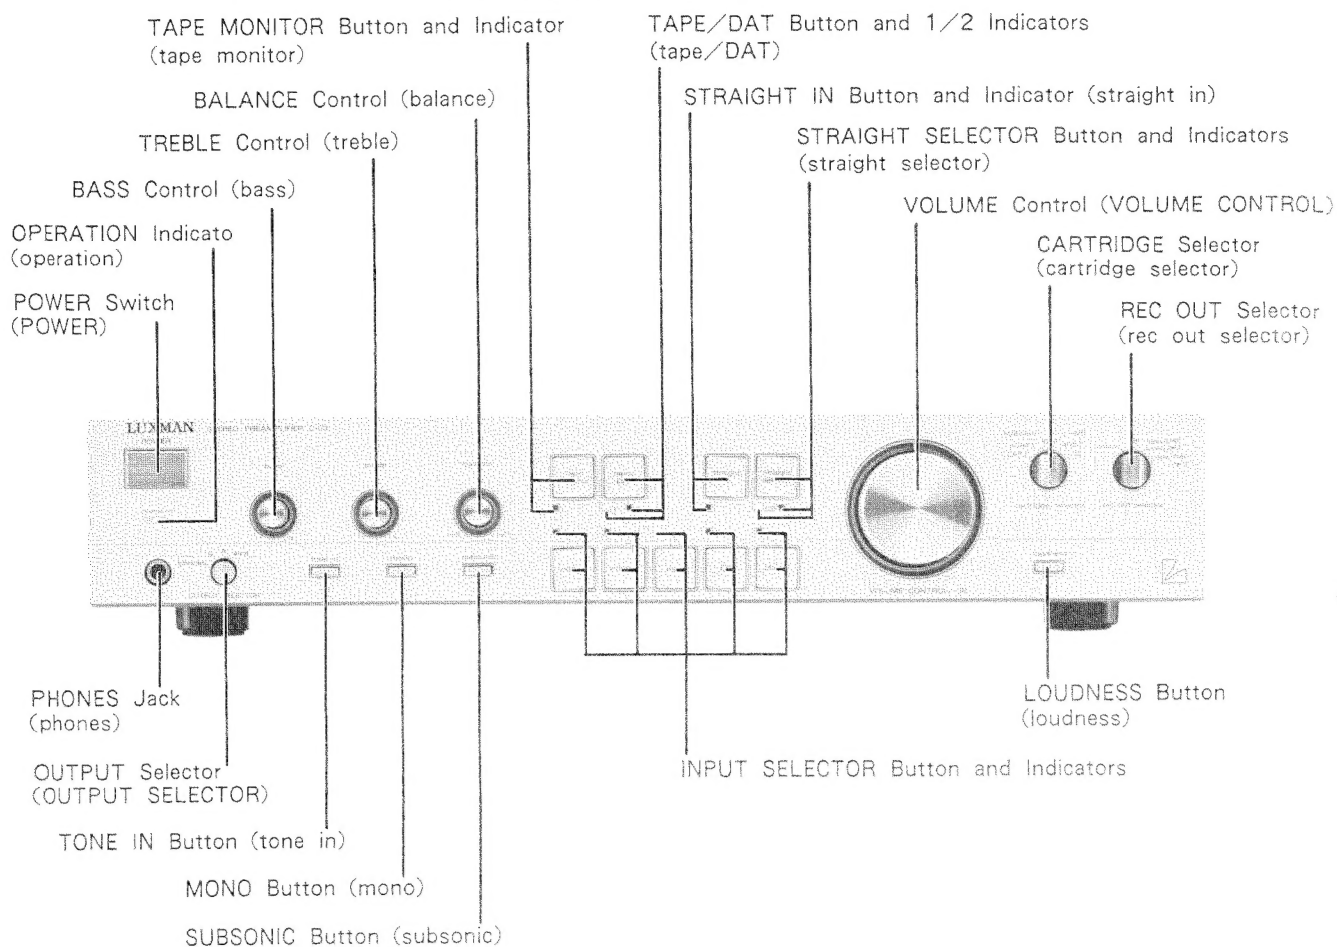 TAPE MONITOR Button and Indicator
(tape monitor)
TAPE/DAT Button and 1/2 Indicators
(tape/DAT)
BALANCE Control (balance)
STRAIGHT IN Button and Indicator (straight in)
TREBLE Control (treble)
STRAIGHT SELECTOR Button and Indicators
(straight selector)
BASS Control (bass)
VOLUME Control (VOLUME CONTROL)
OPERATION Indicato
(operation)
CARTRIDGE Selector
(cartridge selector)
POWER Switch
(POWER)
REC OUT Selector
(rec out selector)
LUXMAN
VOLUME CONTROL
PHONES Jack
(phones)
LOUDNESS Button
(loudness)
OUTPUT Selector
(OUTPUT SELECTOR)
INPUT SELECTOR Button and Indicators
TONE IN Button (tone in)
MONO Button (mono)
SUBSONIC Button (subsonic)